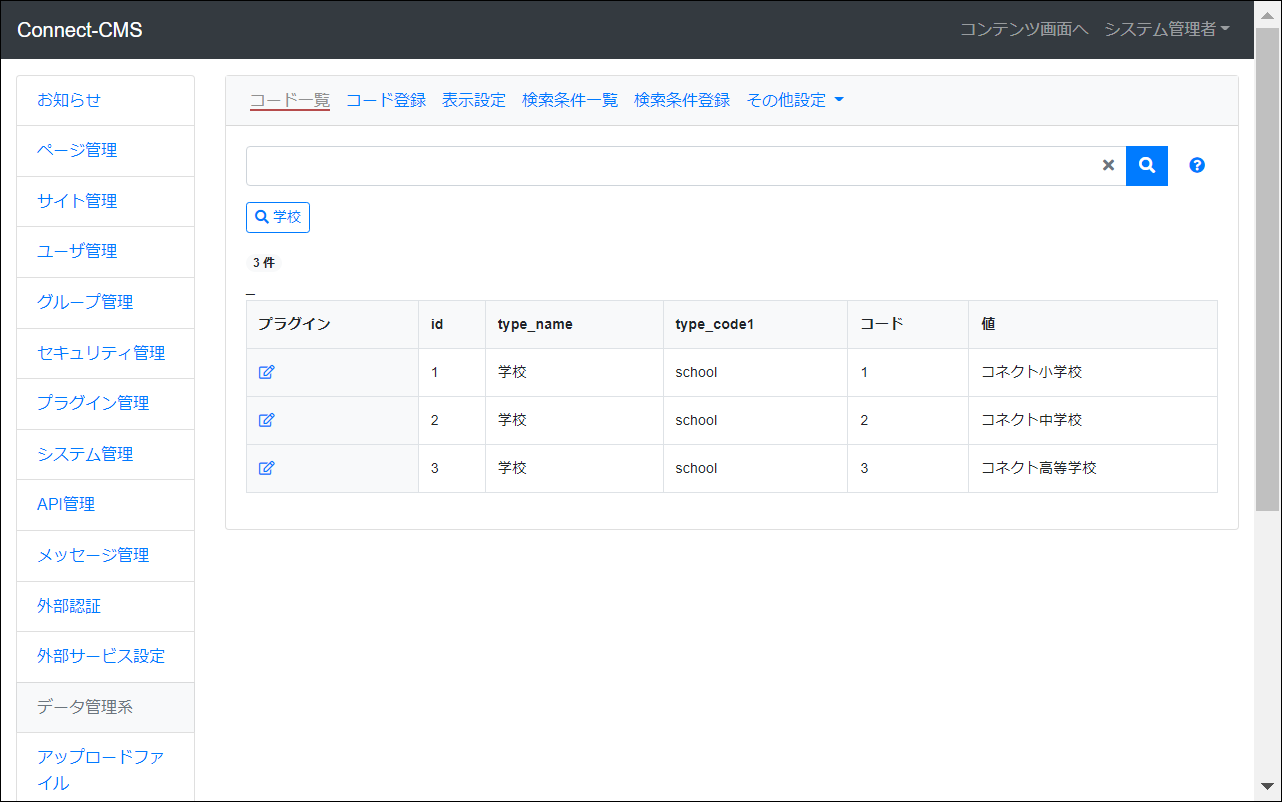 Connect-CMS コンテンツ画面へ システム管理者
お知らせ
ページ管理
サイト管理
ユーザ管理
グループ管理
セキュリティ管理
プラグイン管理
システム管理
API管理
メッセージ管理
外部認証
外部サービス設定
データ管理系
アップロードファ
イル
コード一覧 コード登録 表示設定 検索条件一覧 検索条件登録 その他設定
学校
3 件
プラグイン id type_name type_code1 コード 値
1 学校 school 1 コネクト小学校
2 学校 school 2 コネクト中学校
3 学校 school 3 コネクト高等学校